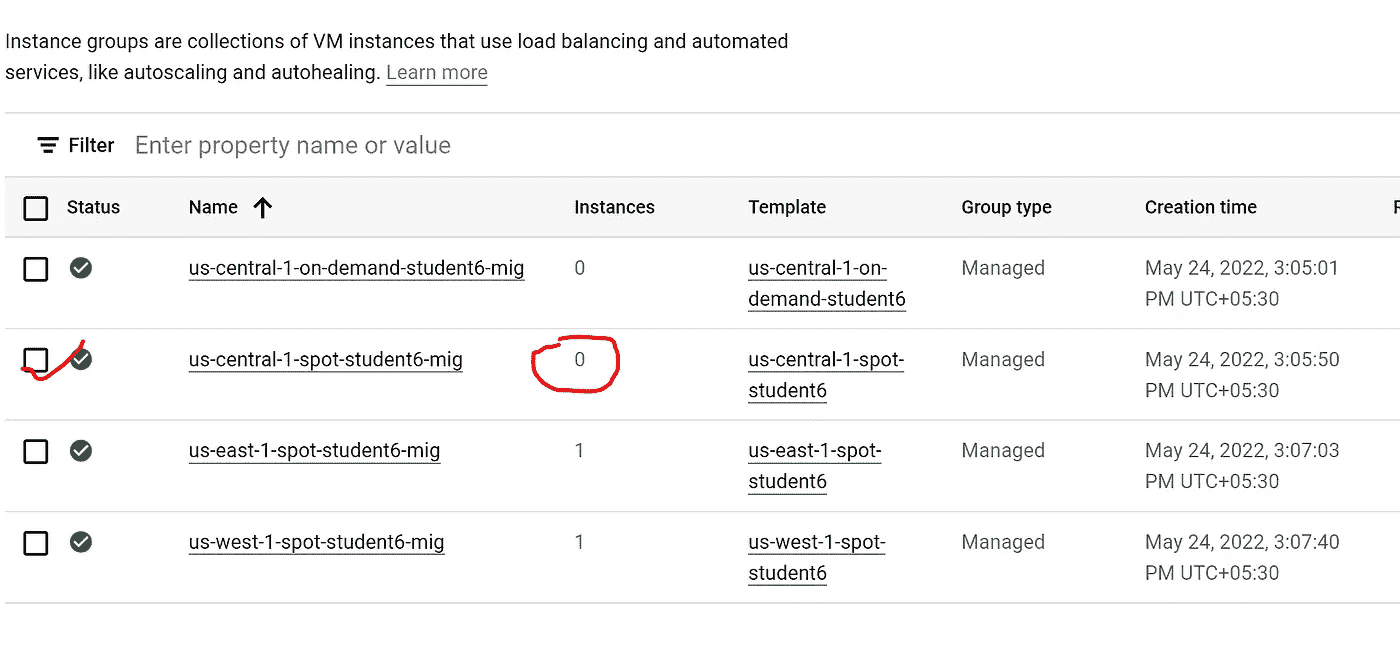 Instance groups are collections of VM instances that use load balancing and automated
services, like autoscaling and autohealing. Learn more
Filter Enter property name or value
Status Name Instances Template Group type Creation time
us-central-1-on-demand-student6-mig 0 us-central-1-on- Managed May 24, 2022, 3:05:01
demand-student6 PM UTC+05:30
us-central-1-spot-student6-mig 0 us-central-1-spot- Managed May 24, 2022, 3:05:50
student6 PM UTC+05:30
us-east-1-spot-student6-mig 1 us-east-1-spot- Managed May 24, 2022, 3:07:03
student6 PM UTC+05:30
us-west-1-spot-student6-mig 1 us-west-1-spot- Managed May 24, 2022, 3:07:40
student6 PM UTC+05:30